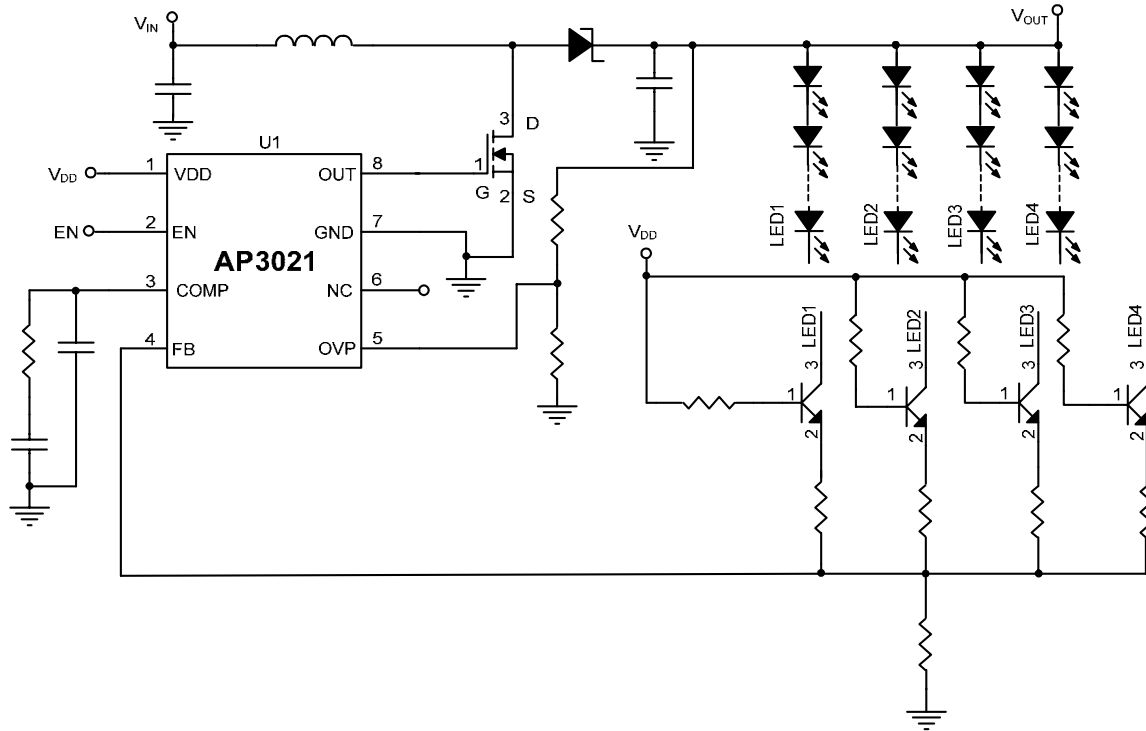 VIN
VOUT
3 D
U1
VDD 1 VDD OUT 8 1
G 2 S
EN 2 EN GND 7
AP3021
3 COMP NC 6
4 FB OVP 5
LED1 LED2 LED3 LED4
VDD
LED1 LED2 LED3 LED4
3 3 3 3
1 1 1 1
2 2 2 2